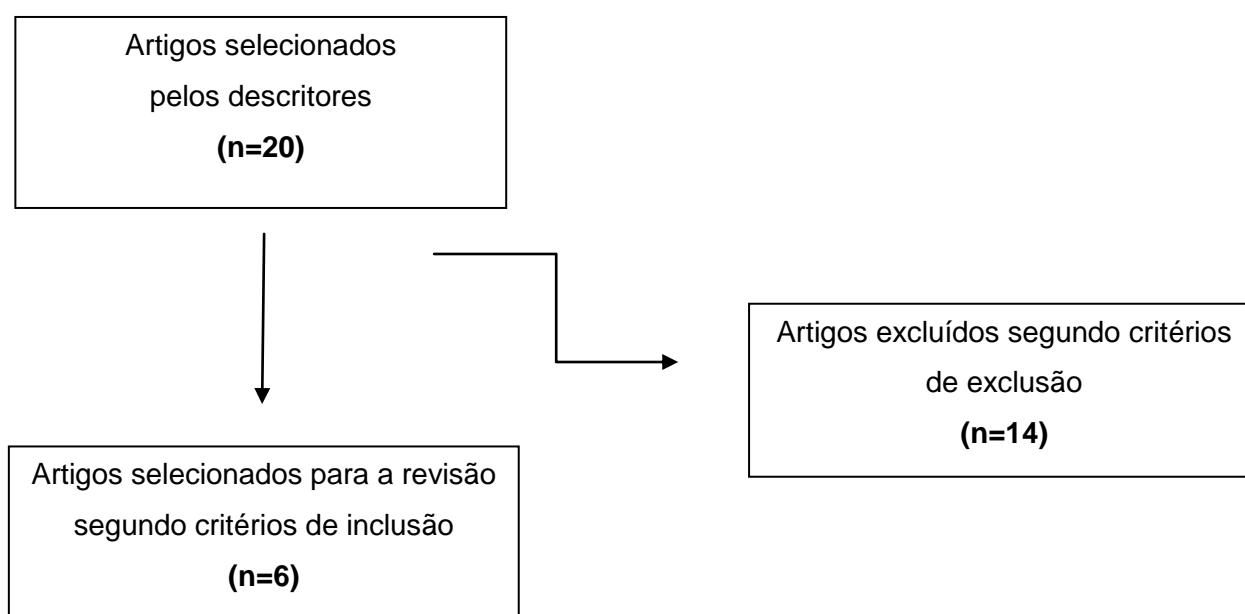 Artigos selecionados
pelos descritores
(n=20)
Artigos excluídos segundo critérios
de exclusão
(n=14)
Artigos selecionados para a revisão
segundo critérios de inclusão
(n=6)